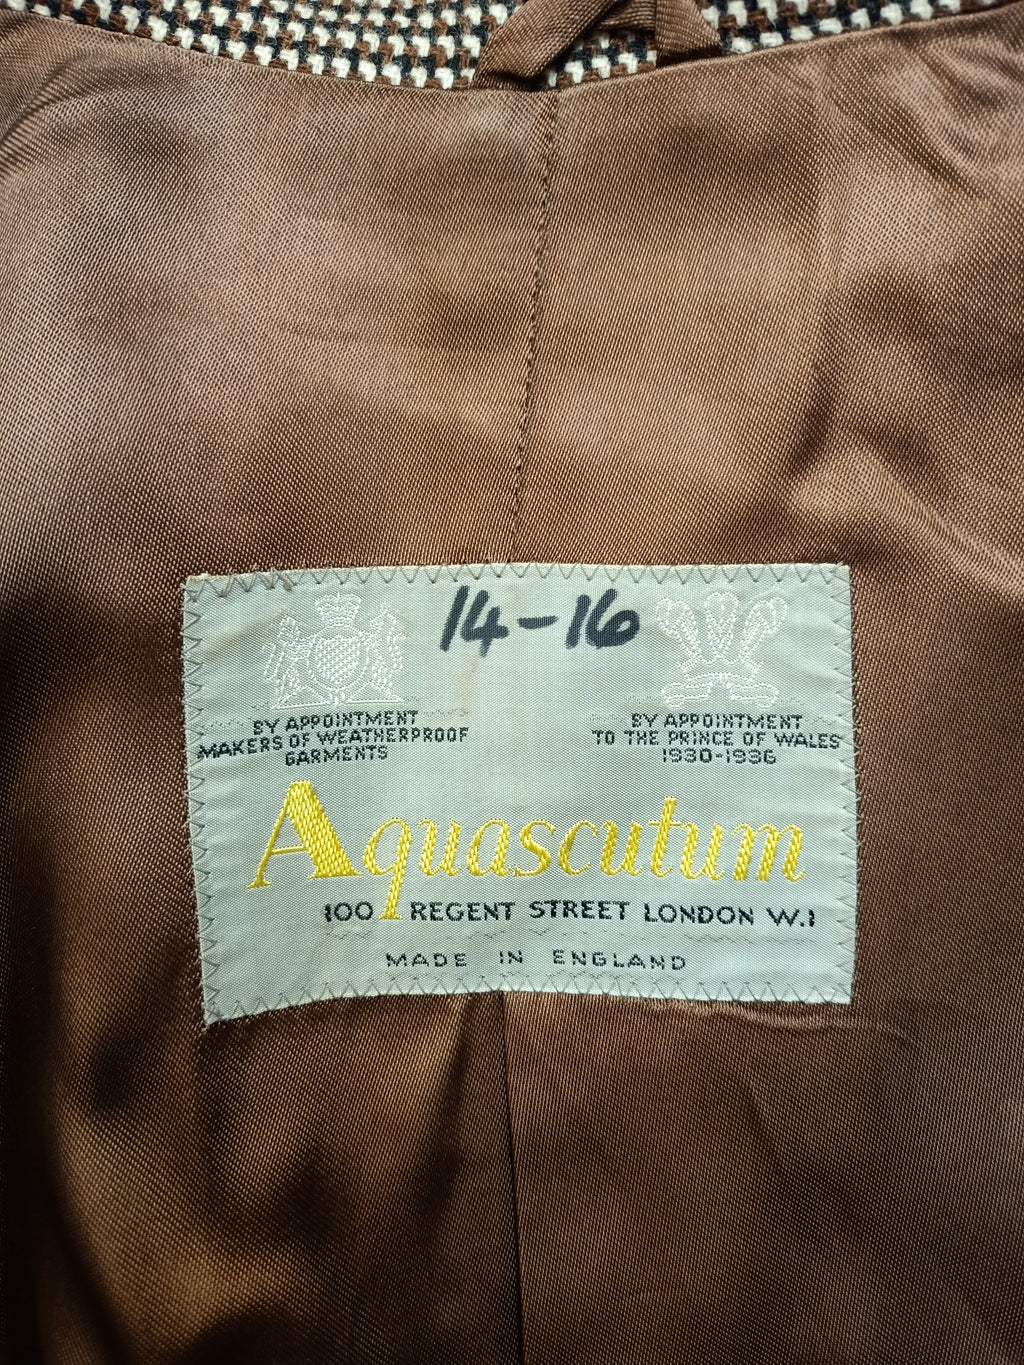 14-16
BY APPOINTMENT
MAKERS OF WEATHERPROOF
GARMENTS
BY APPOINTMENT
TO THE PRINCE OF WALES
1930-1936
Aquascutum
100 REGENT STREET LONDON W.1
MADE IN ENGLAND